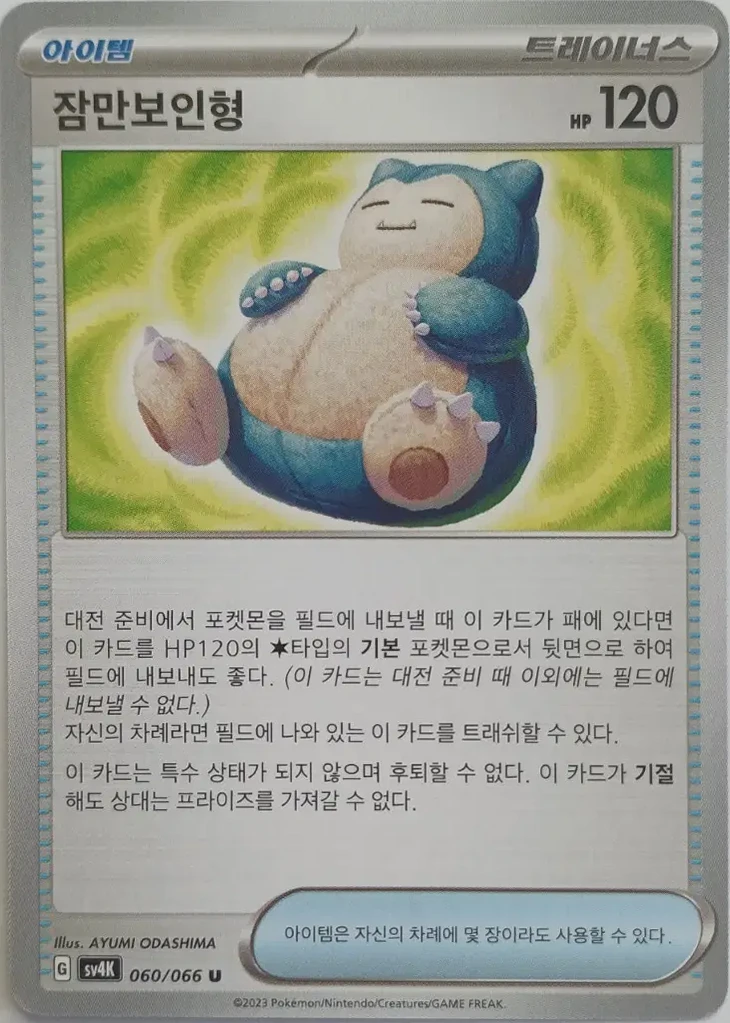 아이템 트레이너스
잠만보인형 HP 120
대전 준비에서 포켓몬을 필드에 내보낼 때 이 카드가 패에 있다면
이 카드를 HP120의 ★타입의 기본 포켓몬으로서 뒷면으로 하여
필드에 내보내도 좋다. (이 카드는 대전 준비 때 이외에는 필드에
내보낼 수 없다.)
자신의 차례라면 필드에 나와 있는 이 카드를 트래쉬할 수 있다.
이 카드는 특수 상태가 되지 않으며 후퇴할 수 없다. 이 카드가 기절
해도 상대는 프라이즈를 가져갈 수 없다.
아이템은 자신의 차례에 몇 장이라도 사용할 수 있다.
Illus. AYUMI ODASHIMA
G sv4K 060/066 U
©2023 Pokémon/Nintendo/Creatures/GAME FREAK.